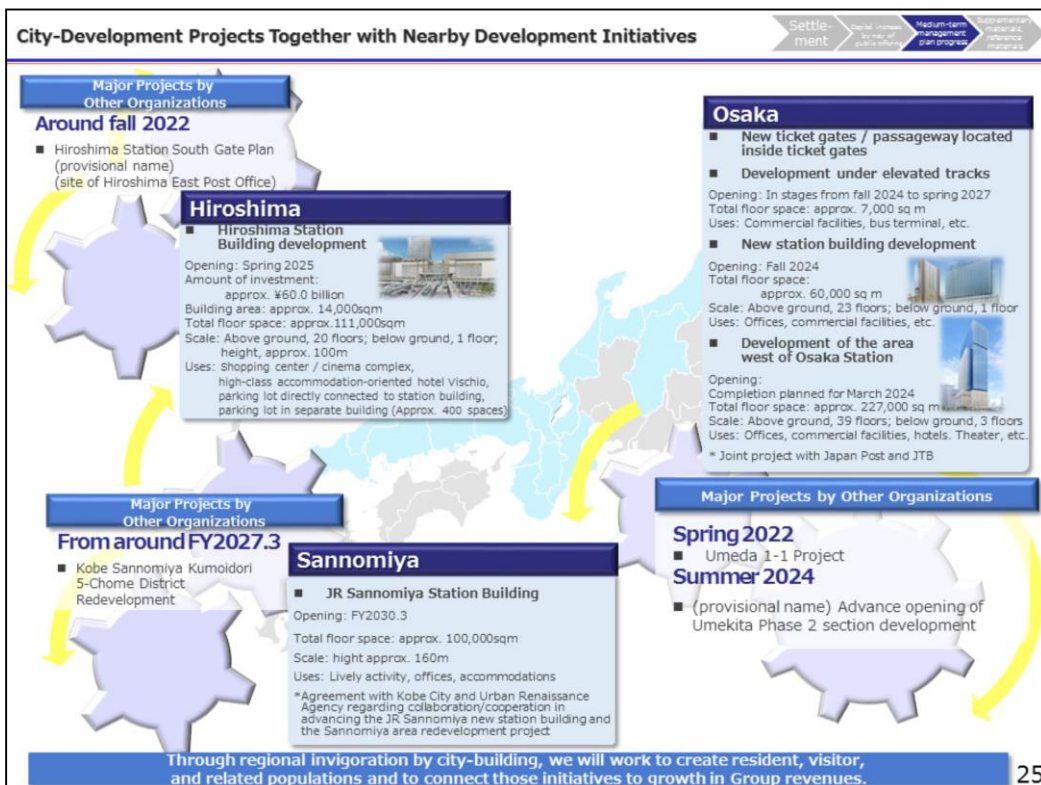 City-Development Projects Together with Nearby Development Initiatives
Settle-
ment
Capital increase
by way of
public offering
Medium-term
management
plan progress
Supplementary
materials,
reference
materials
Major Projects by
Other Organizations
Around fall 2022
■ Hiroshima Station South Gate Plan
(provisional name)
(site of Hiroshima East Post Office)
Hiroshima
■ Hiroshima Station
Building development
Opening: Spring 2025
Amount of investment:
approx. ¥60.0 billion
Building area: approx. 14,000sqm
Total floor space: approx.111,000sqm
Scale: Above ground, 20 floors; below ground, 1 floor;
height, approx. 100m
Uses: Shopping center / cinema complex,
high-class accommodation-oriented hotel Vischio,
parking lot directly connected to station building,
parking lot in separate building (Approx. 400 spaces)
Osaka
■ New ticket gates / passageway located
inside ticket gates
■ Development under elevated tracks
Opening: In stages from fall 2024 to spring 2027
Total floor space: approx. 7,000 sq m
Uses: Commercial facilities, bus terminal, etc.
■ New station building development
Opening: Fall 2024
Total floor space:
approx. 60,000 sq m
Scale: Above ground, 23 floors; below ground, 1 floor
Uses: Offices, commercial facilities, etc.
■ Development of the area
west of Osaka Station
Opening:
Completion planned for March 2024
Total floor space: approx. 227,000 sq m
Scale: Above ground, 39 floors; below ground, 3 floors
Uses: Offices, commercial facilities, hotels. Theater, etc.
* Joint project with Japan Post and JTB
Major Projects by
Other Organizations
From around FY2027.3
■ Kobe Sannomiya Kumoidori
5-Chome District
Redevelopment
Sannomiya
■ JR Sannomiya Station Building
Opening: FY2030.3
Total floor space: approx. 100,000sqm
Scale: hight approx. 160m
Uses: Lively activity, offices, accommodations
*Agreement with Kobe City and Urban Renaissance
Agency regarding collaboration/cooperation in
advancing the JR Sannomiya new station building and
the Sannomiya area redevelopment project
Major Projects by Other Organizations
Spring 2022
■ Umeda 1-1 Project
Summer 2024
■ (provisional name) Advance opening of
Umekita Phase 2 section development
Through regional invigoration by city-building, we will work to create resident, visitor,
and related populations and to connect those initiatives to growth in Group revenues.
25